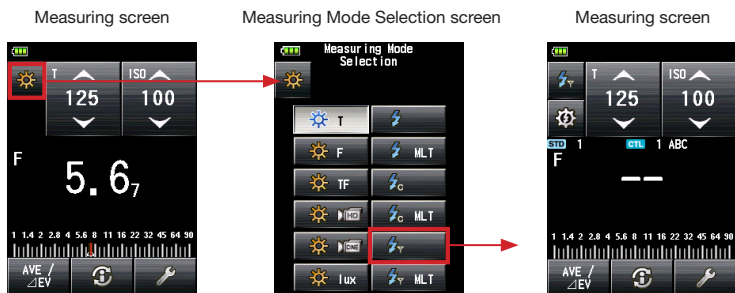 Measuring screen
Measuring Mode Selection screen
Measuring screen
T
125
ISO
100
F
5.6₇
1 1.4 2 2.8 4 5.6 8 11 16 22 32 45 64 90
AVE /
⊿EV
Measuring Mode
Selection
T
F
MLT
TF
C
HD
C MLT
CINE
Y
lux
Y MLT
Y
T
125
ISO
100
STD 1
CTL 1 ABC
F
--
1 1.4 2 2.8 4 5.6 8 11 16 22 32 45 64 90
AVE /
⊿EV